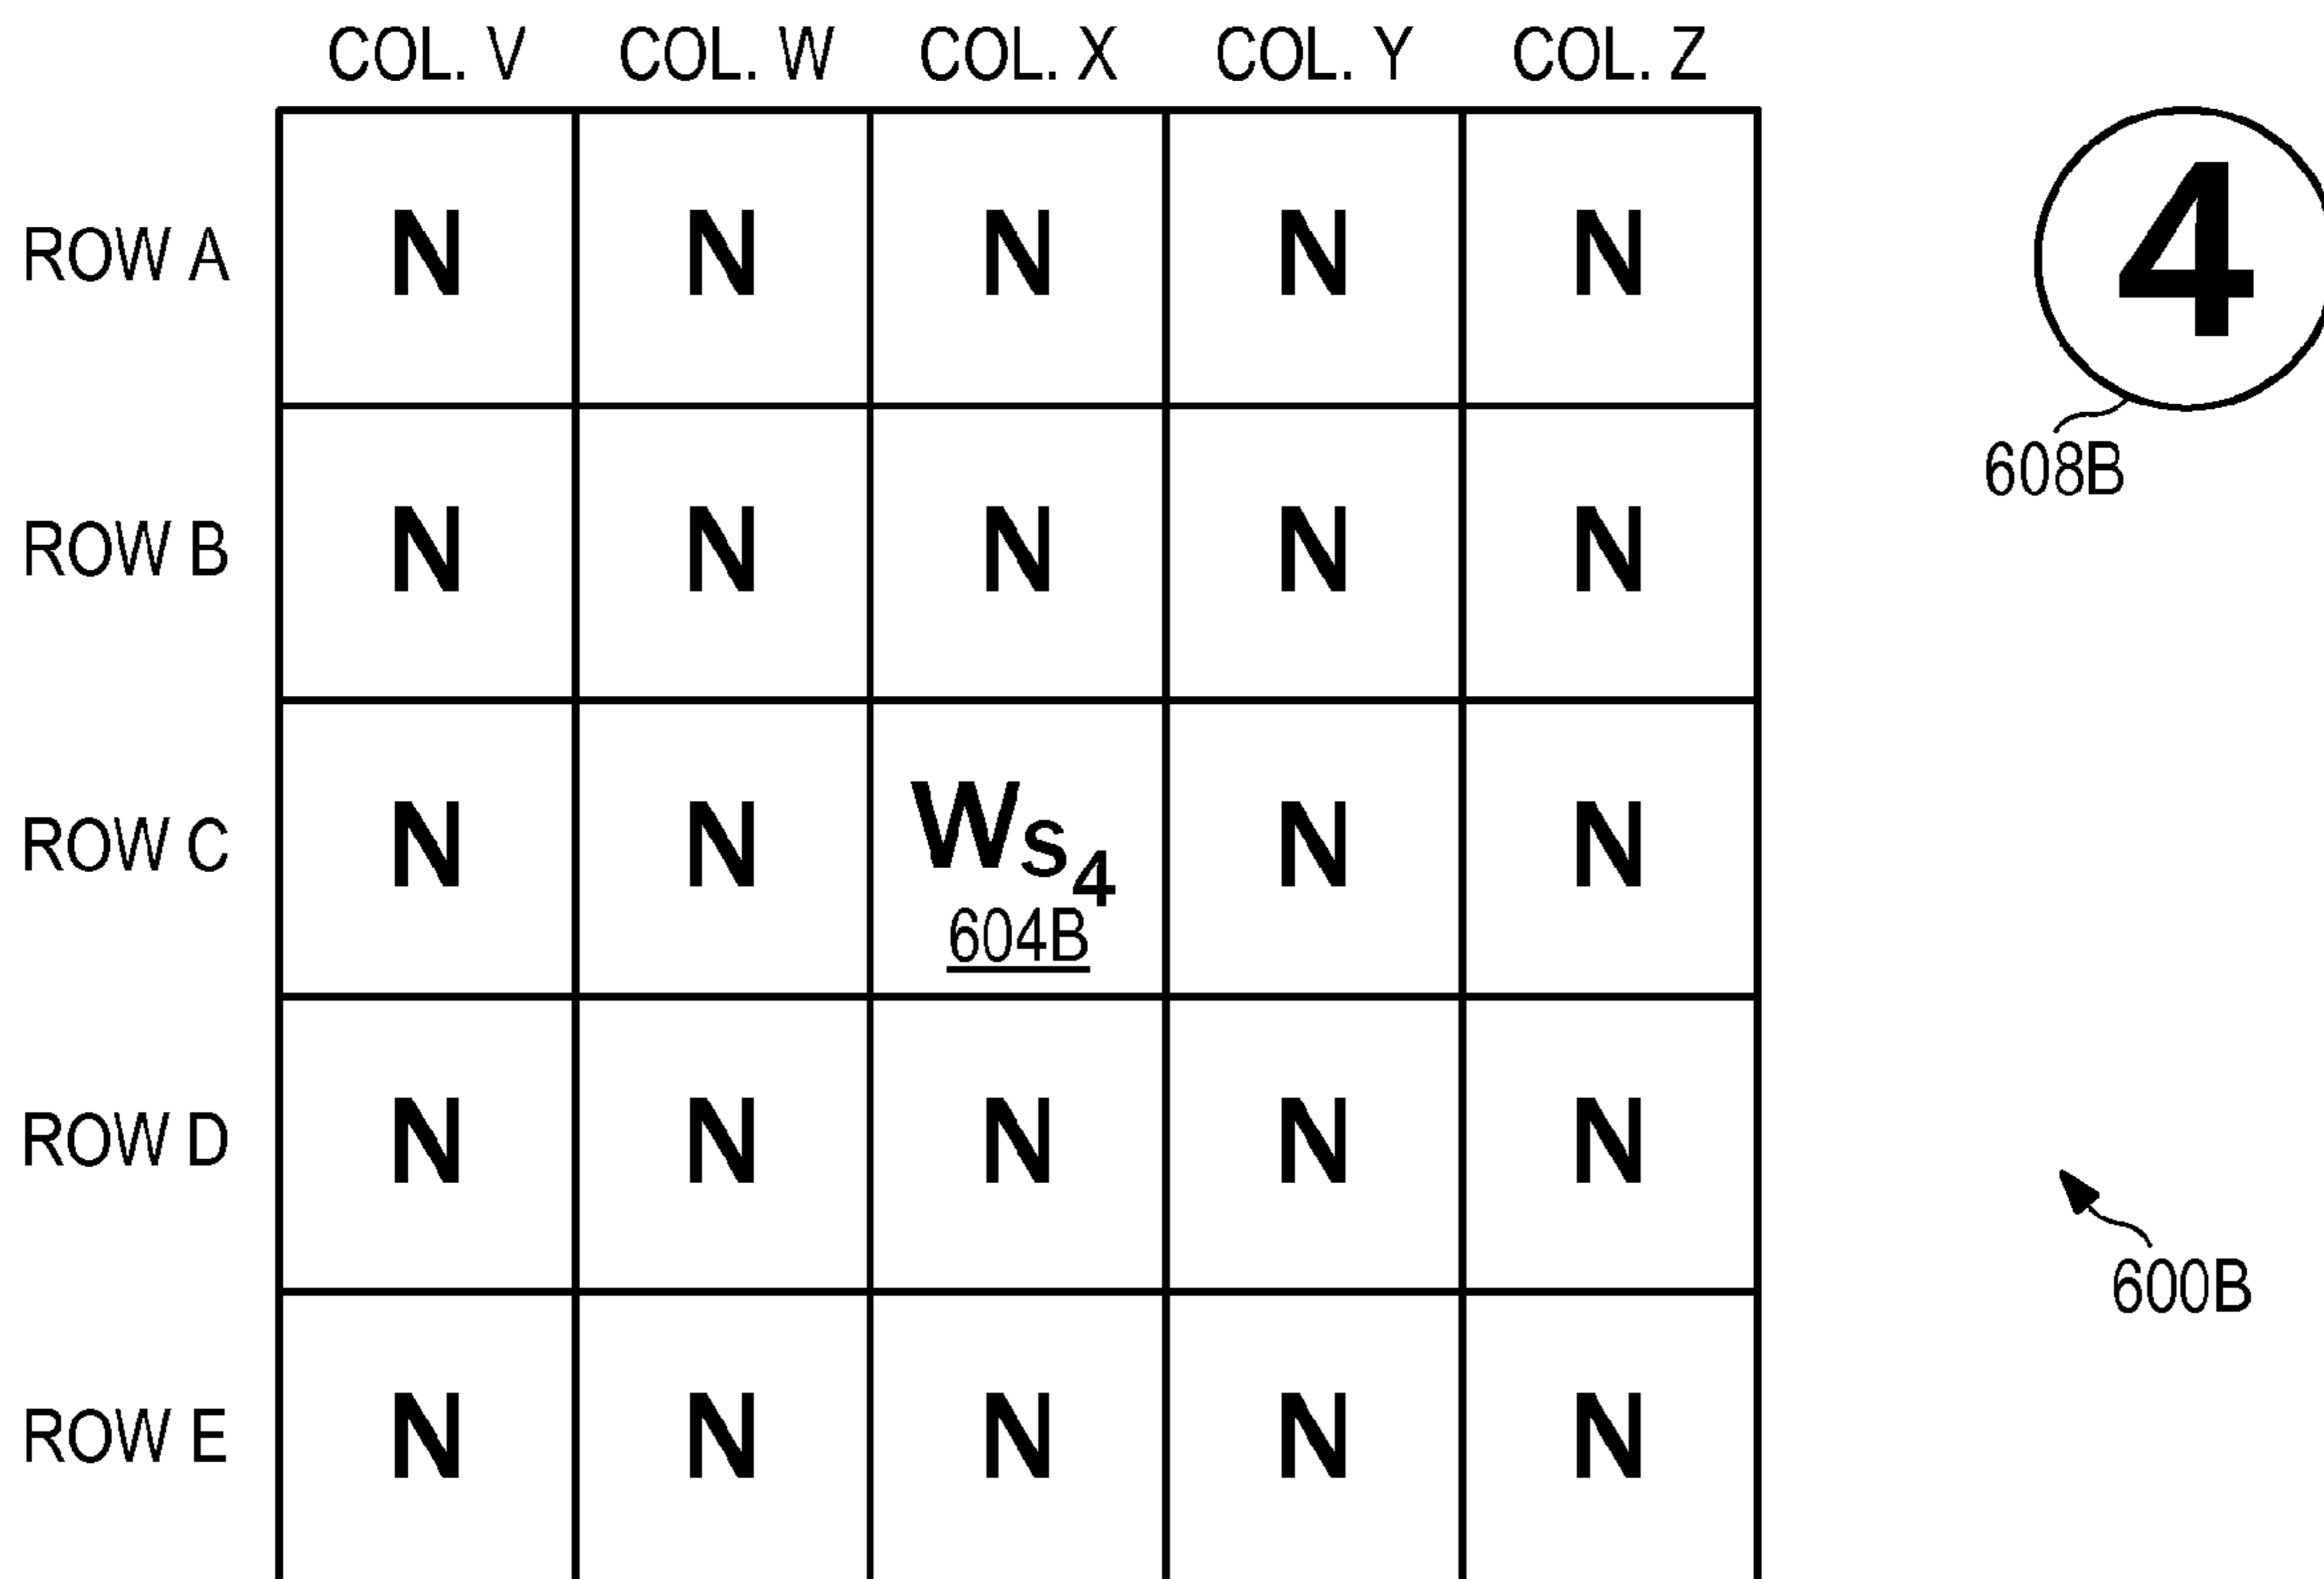 COL. V COL. W COL. X COL. Y COL. Z
ROW A N N N N N
4
608B
ROW B N N N N N
ROW C N N WS4 N N
604B
ROW D N N N N N
600B
ROW E N N N N N